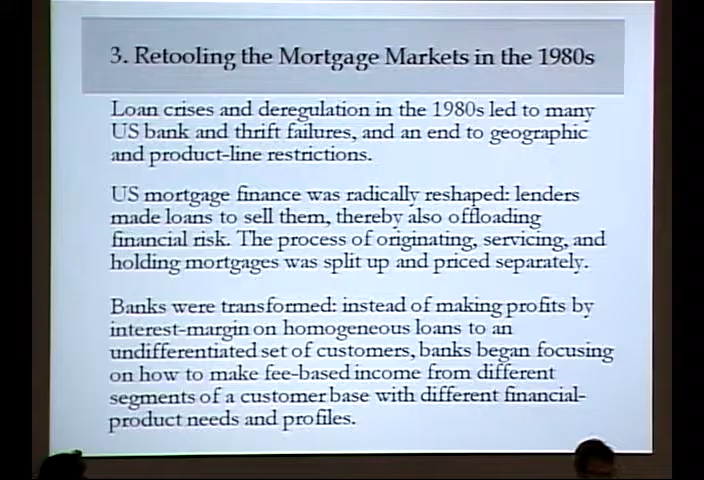 3. Retooling the Mortgage Markets in the 1980s
Loan crises and deregulation in the 1980s led to many
US bank and thrift failures, and an end to geographic
and product-line restrictions.
US mortgage finance was radically reshaped: lenders
made loans to sell them, thereby also offloading
financial risk. The process of originating, servicing, and
holding mortgages was split up and priced separately.
Banks were transformed: instead of making profits by
interest-margin on homogeneous loans to an
undifferentiated set of customers, banks began focusing
on how to make fee-based income from different
segments of a customer base with different financial-
product needs and profiles.